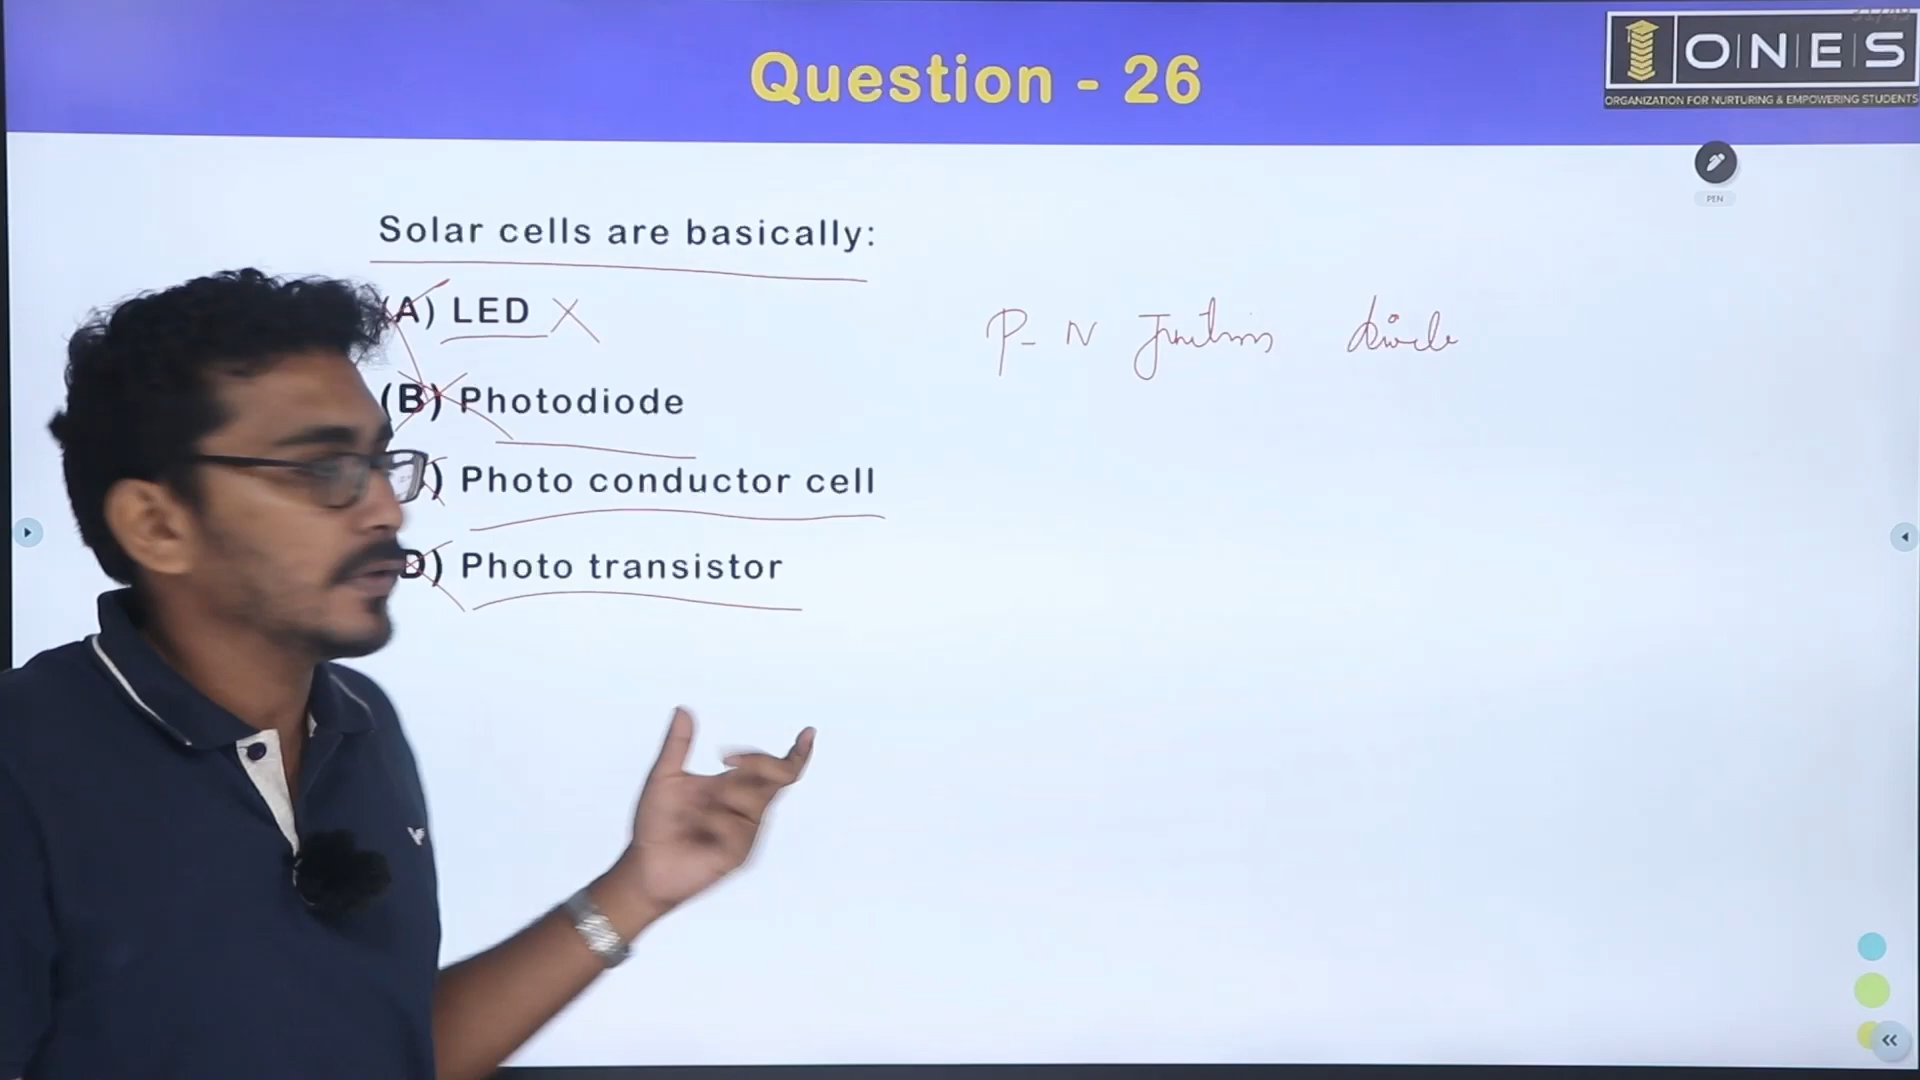 Question - 26
ONES
ORGANIZATION FOR NURTURING & EMPOWERING STUDENTS
PEN
Solar cells are basically:
(A) LED X
P- N Junction diode
(B) Photodiode
) Photo conductor cell
D) Photo transistor